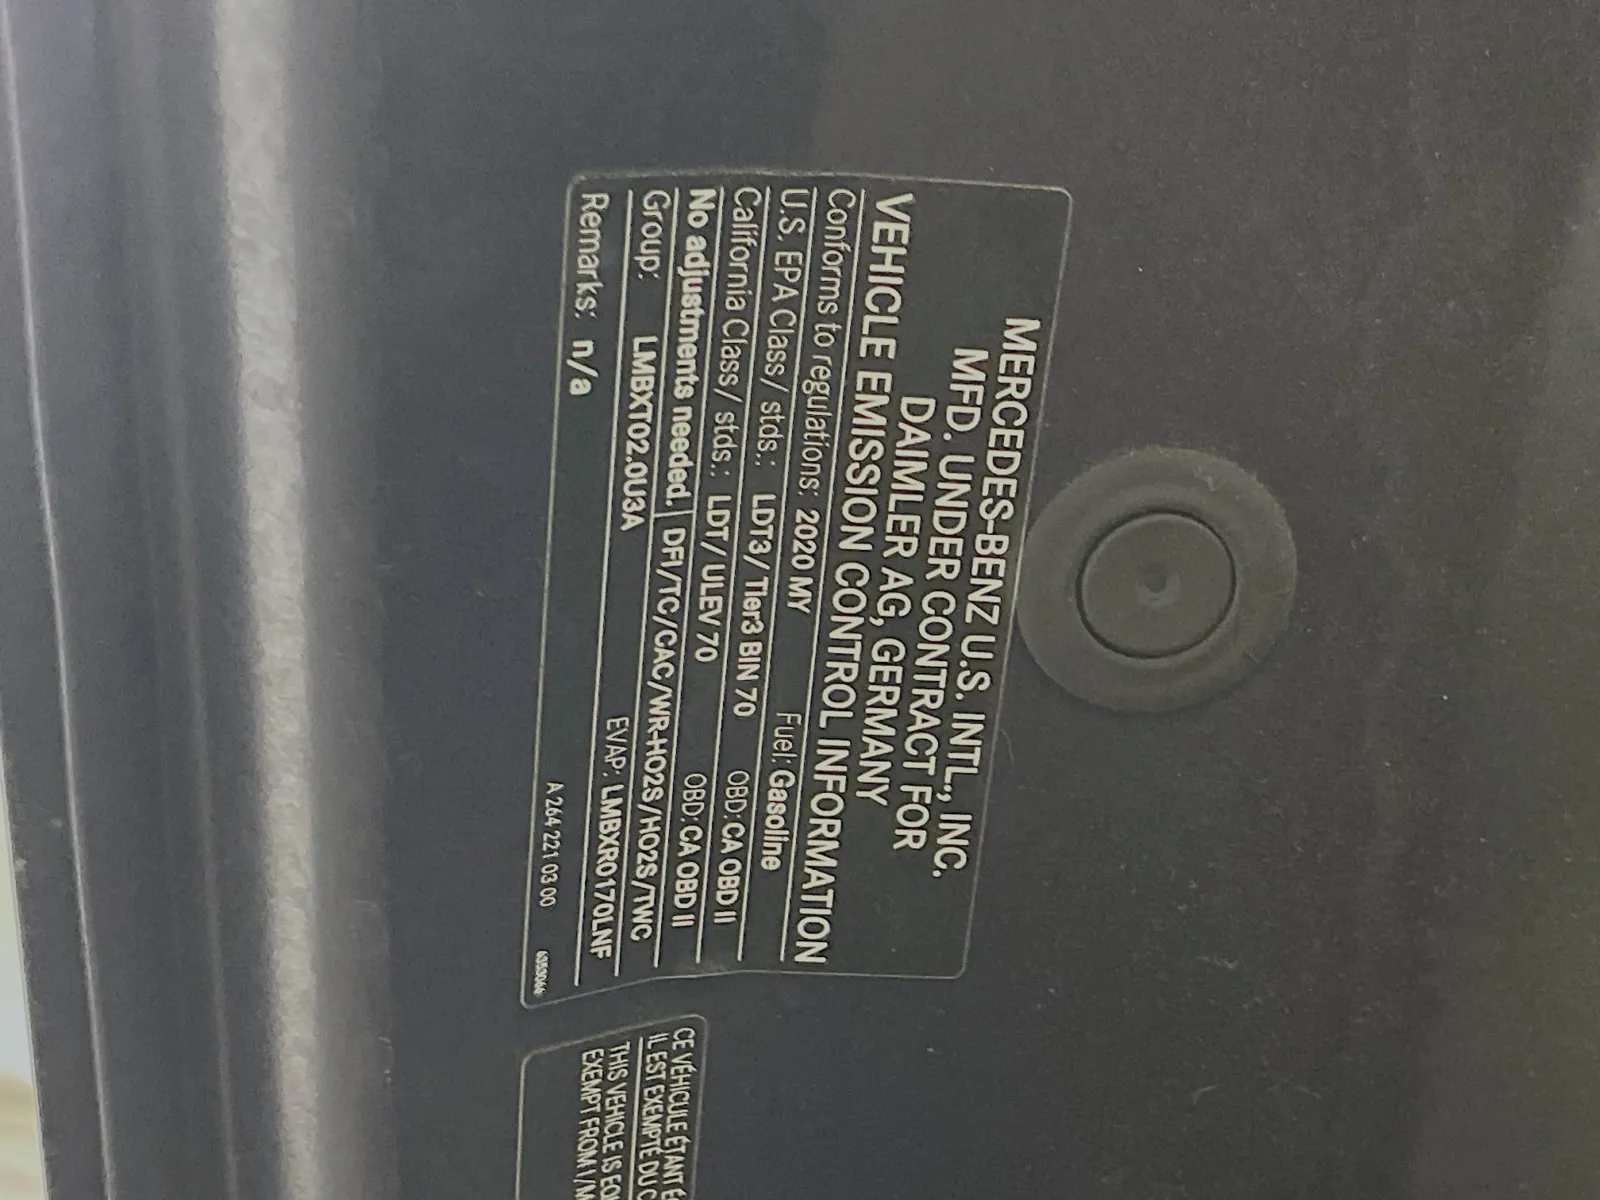 MERCEDES-BENZ U.S. INTL., INC.
MFD. UNDER CONTRACT FOR
DAIMLER AG, GERMANY
VEHICLE EMISSION CONTROL INFORMATION
Conforms to regulations: 2020 MY Fuel: Gasoline
U.S. EPA Class/ stds.: LDT3/ Tier3 BIN 70 OBD: CA OBD II
California Class/ stds.: LDT/ ULEV 70 OBD: CA OBD II
No adjustments needed. DFI/TC/CAC/WR-HO2S/HO2S/TWC
Group: LMBXT02.0U3A EVAP: LMBXR0170LNF
Remarks: n/a
A 264 221 03 00
CE VÉHICULE ÉTANT
IL EST EXEMPTÉ DU
THIS VEHICLE IS
EXEMPT FROM